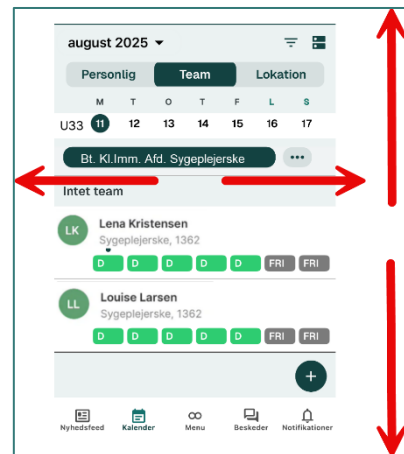 august 2025
Personlig Team Lokation
M T O T F L S
U33 11 12 13 14 15 16 17
Bt. Kl.Imm. Afd. Sygeplejerske
Intet team
LK Lena Kristensen
Sygeplejerske, 1362
D D D D D FRI FRI
LL Louise Larsen
Sygeplejerske, 1362
D D D D D FRI FRI
Nyhedsfeed Kalender Menu Beskeder Notifikationer